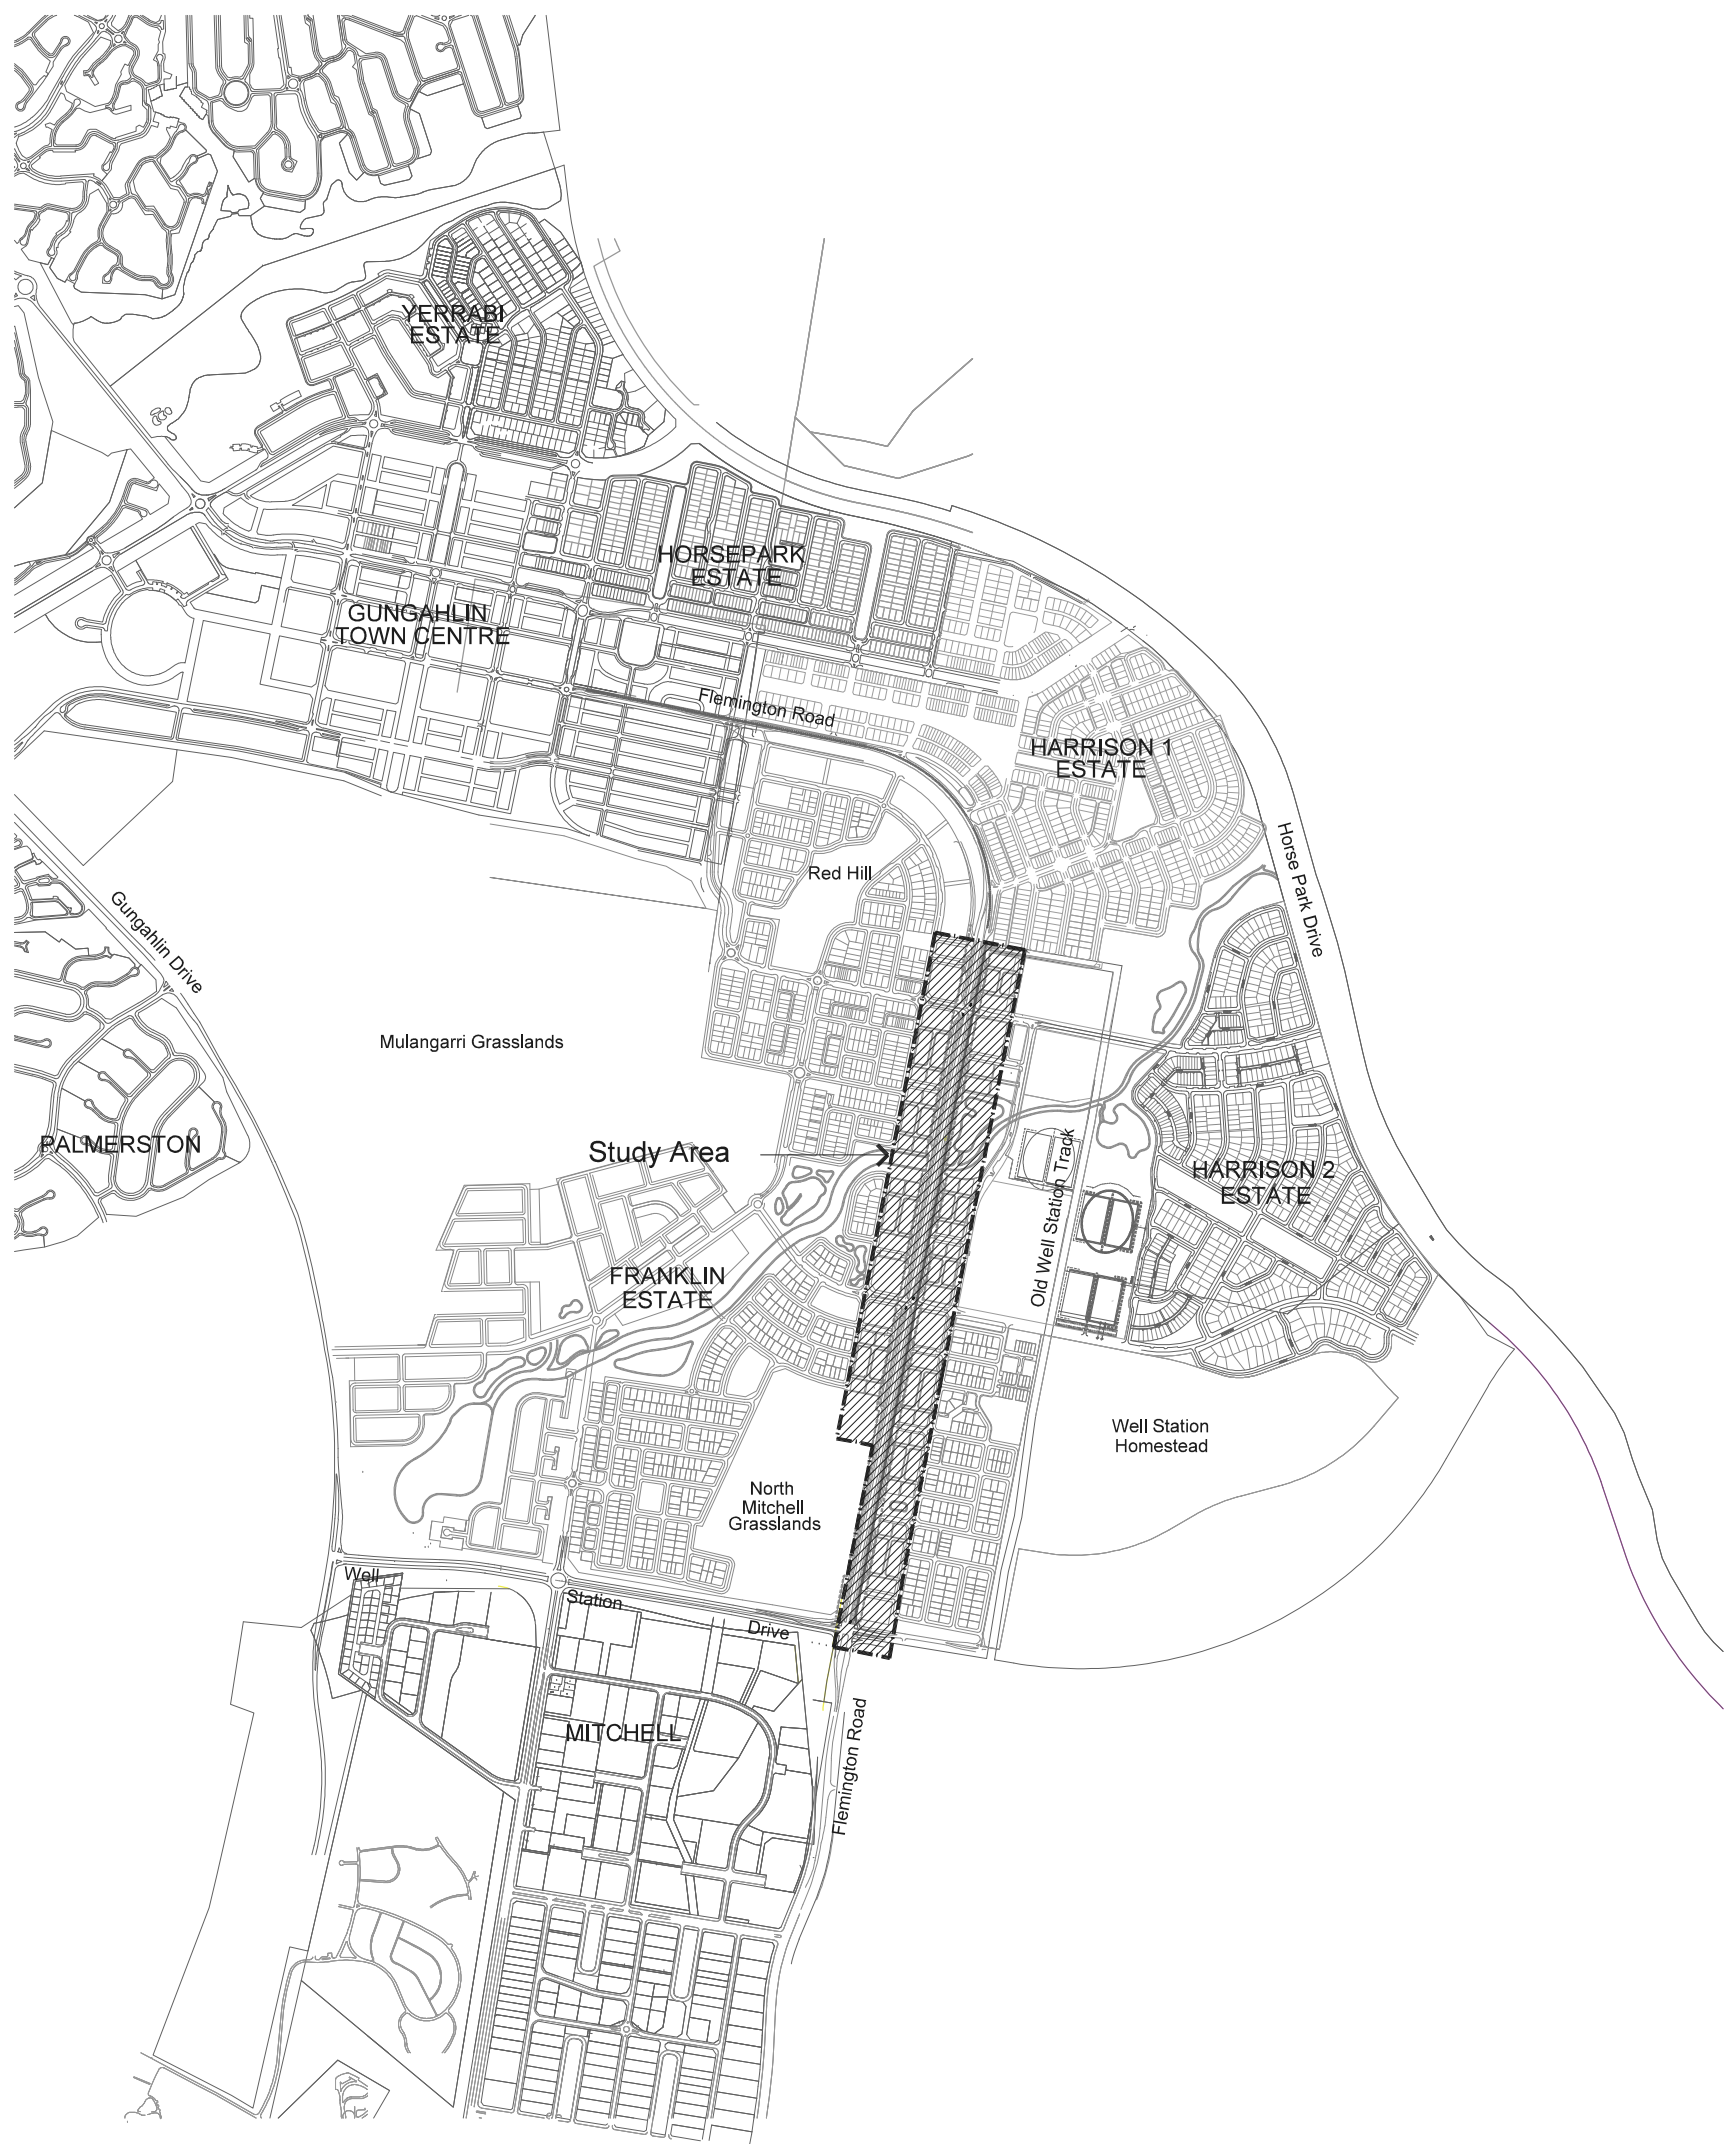 YERRABI
ESTATE
HORSEPARK
ESTATE
GUNGAHLIN
TOWN CENTRE
Flemington Road
HARRISON 1
ESTATE
Horse Park Drive
Red Hill
Gungahlin Drive
Mulangarri Grasslands
PALMERSTON
Study Area
Old Well Station Track
HARRISON 2
ESTATE
FRANKLIN
ESTATE
Well Station
Homestead
North
Mitchell
Grasslands
Well
Station
Drive
MITCHELL
Flemington Road